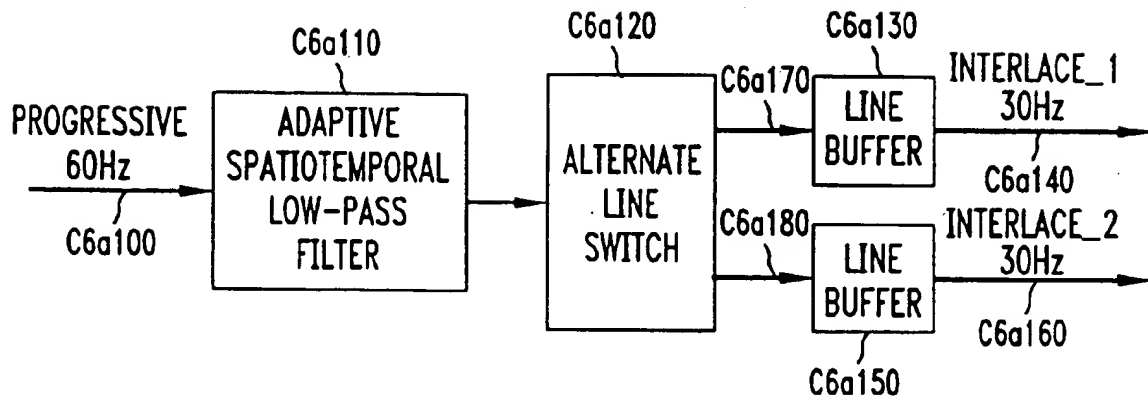 C6a110
C6a120
C6a130
PROGRESSIVE
60Hz
C6a100
ADAPTIVE
SPATIOTEMPORAL
LOW-PASS
FILTER
ALTERNATE
LINE
SWITCH
C6a170
LINE
BUFFER
INTERLACE_1
30Hz
C6a140
C6a180
LINE
BUFFER
INTERLACE_2
30Hz
C6a160
C6a150